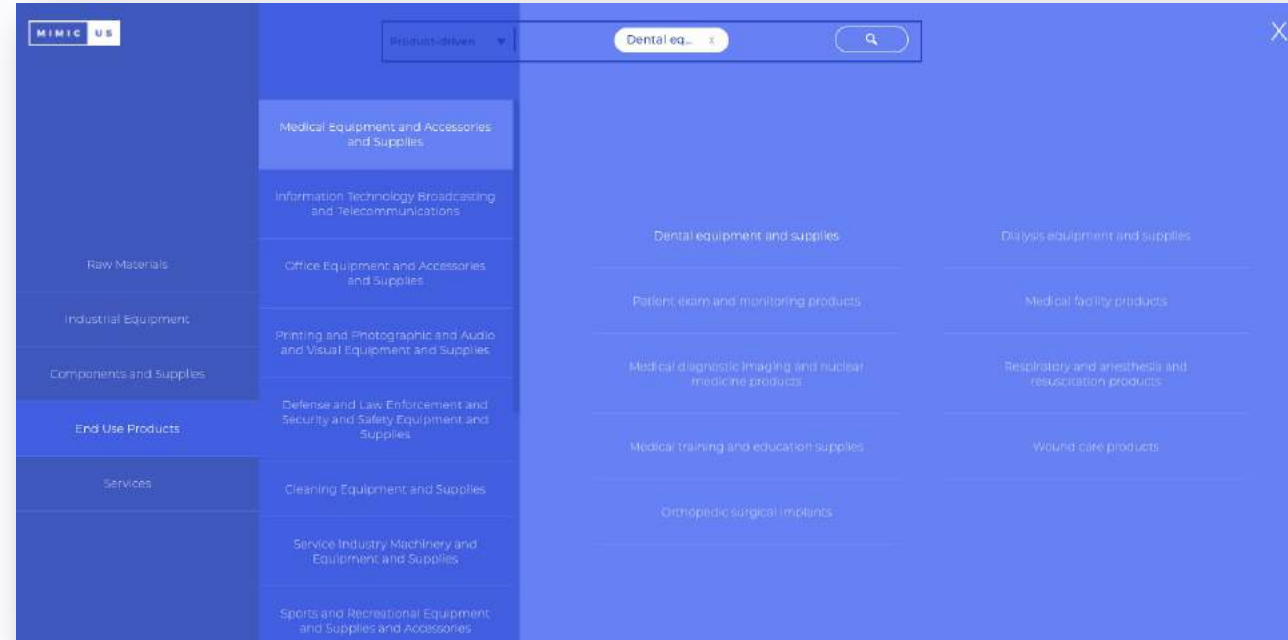 MIMIC US
Product-driven
Dental eq... x
X
Raw Materials
Industrial Equipment
Components and Supplies
End Use Products
Services
Medical Equipment and Accessories
and Supplies
Information Technology Broadcasting
and Telecommunications
Office Equipment and Accessories
and Supplies
Printing and Photographic and Audio
and Visual Equipment and Supplies
Defense and Law Enforcement and
Security and Safety Equipment and
Supplies
Cleaning Equipment and Supplies
Service Industry Machinery and
Equipment and Supplies
Sports and Recreational Equipment
and Supplies and Accessories
Dental equipment and supplies
Patient exam and monitoring products
Medical diagnostic imaging and nuclear
medicine products
Medical training and education supplies
Orthopedic surgical implants
Dialysis equipment and supplies
Medical facility products
Respiratory and anesthesia and
resuscitation products
Wound care products